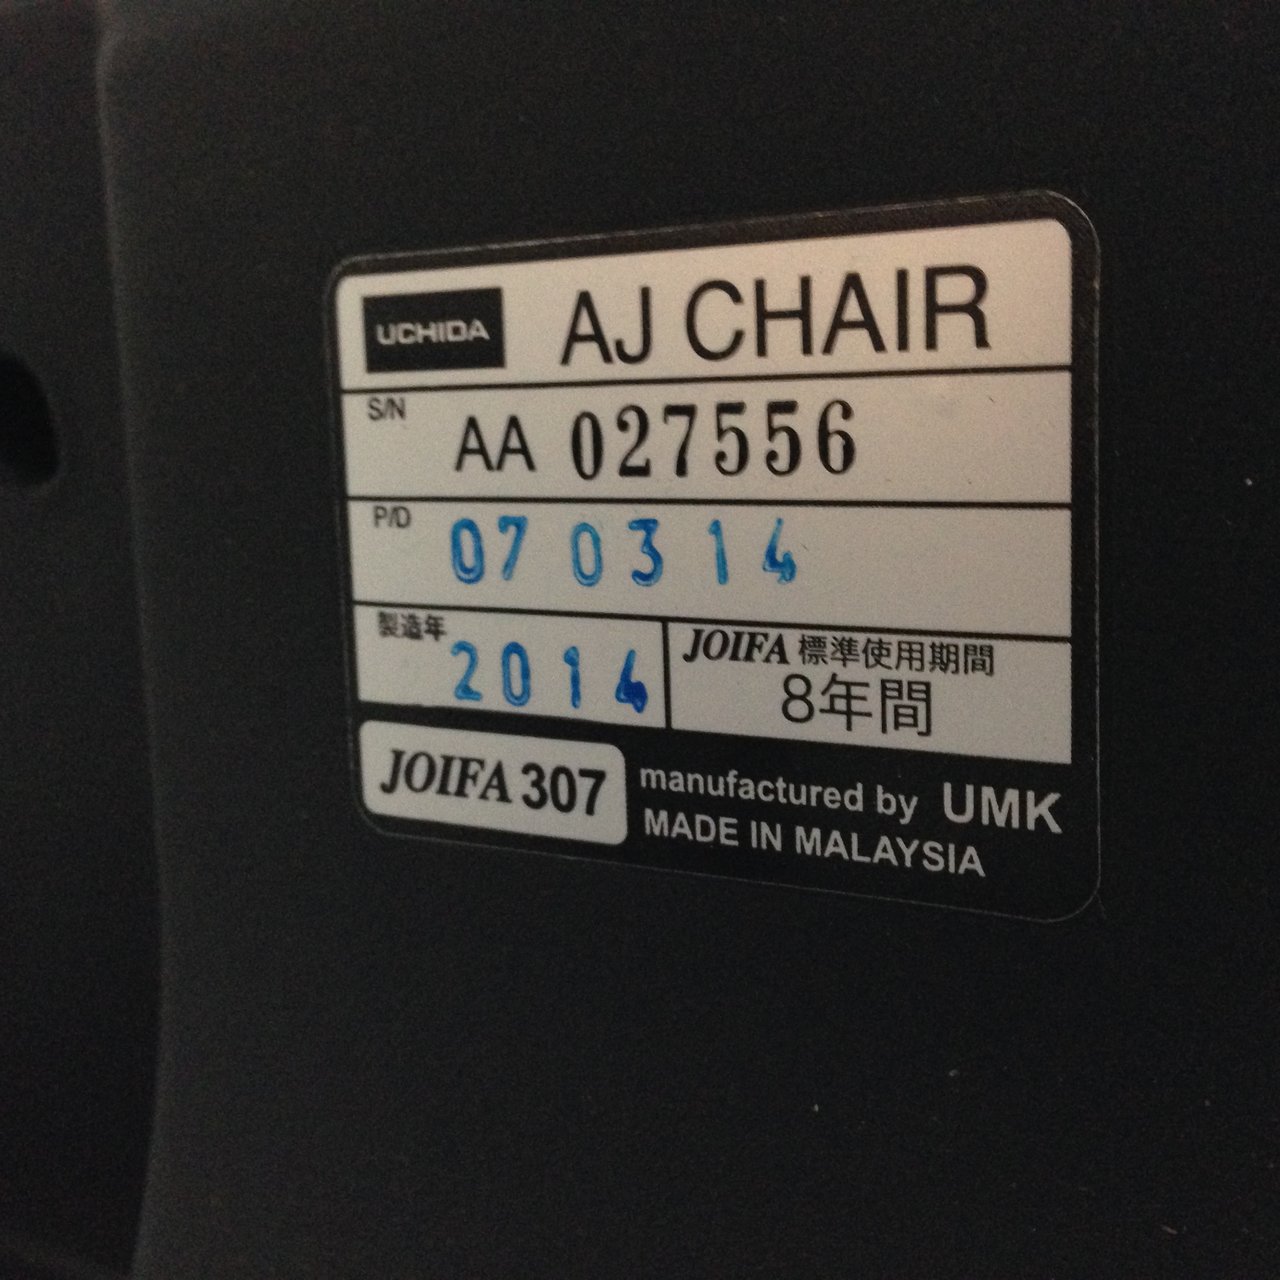 UCHIDA AJ CHAIR
S/N AA 027556
P/D 07 03 14
製造年 2014
JOIFA 標準使用期間
8年間
JOIFA 307
manufactured by UMK
MADE IN MALAYSIA